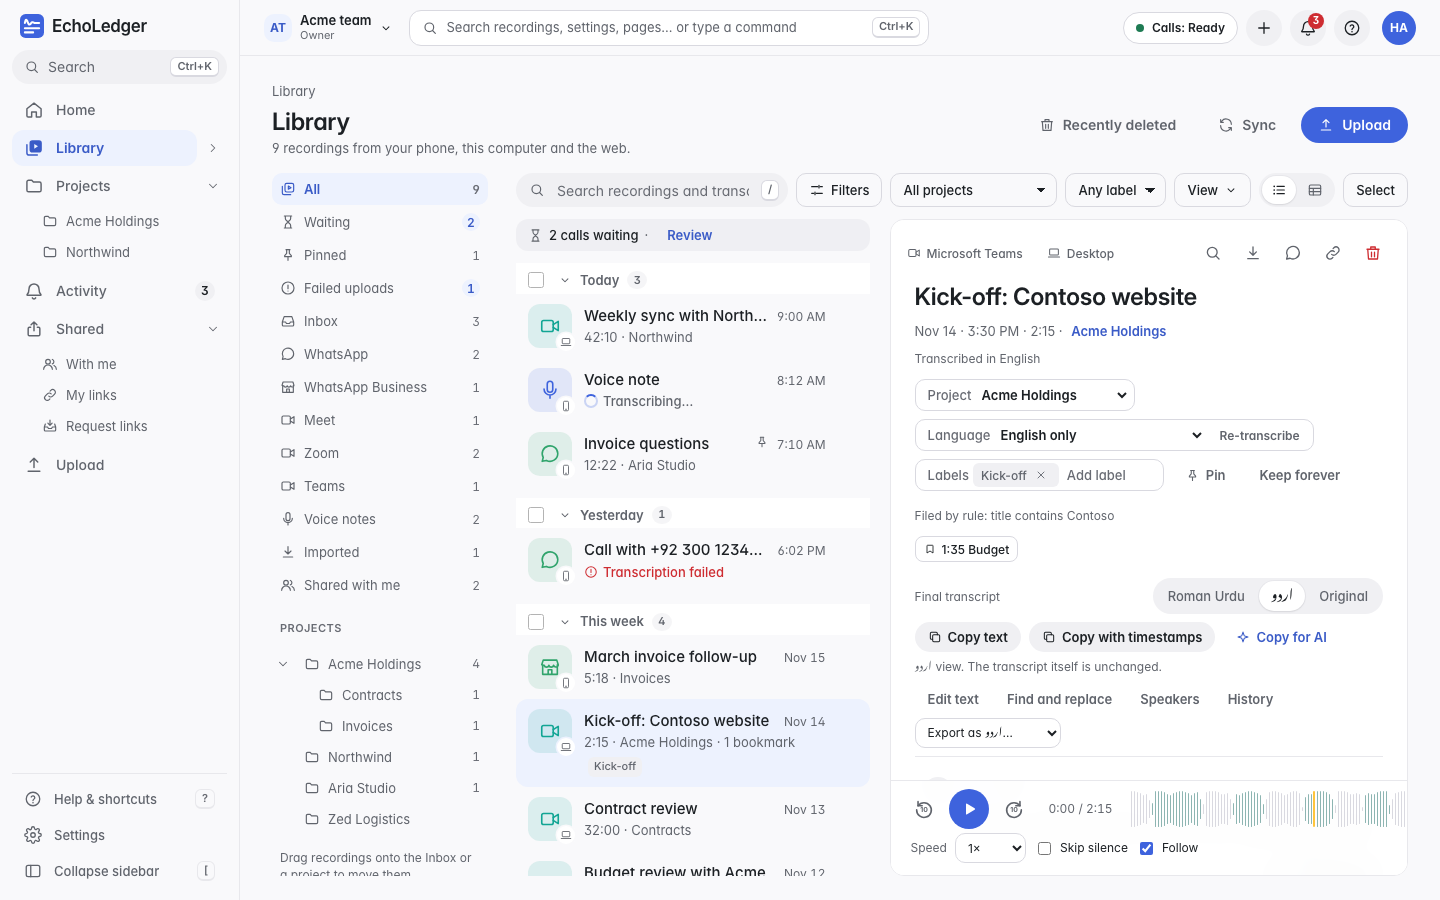 EchoLedger
Search Ctrl+K
Home
Library
Projects
Acme Holdings
Northwind
Activity 3
Shared
With me
My links
Request links
Upload
Help & shortcuts ?
Settings
Collapse sidebar [
AT Acme team
Owner
Search recordings, settings, pages... or type a command Ctrl+K
Calls: Ready
3
HA
Library
Library
9 recordings from your phone, this computer and the web.
Recently deleted Sync Upload
All 9
Waiting 2
Pinned 1
Failed uploads 1
Inbox 3
WhatsApp 2
WhatsApp Business 1
Meet 1
Zoom 2
Teams 1
Voice notes 2
Imported 1
Shared with me 2
PROJECTS
Acme Holdings 4
Contracts 1
Invoices 1
Northwind 1
Aria Studio 1
Zed Logistics
Drag recordings onto the Inbox or
a project to move them
Search recordings and transc /
Filters All projects Any label View Select
2 calls waiting · Review
Today 3
Weekly sync with North... 9:00 AM
42:10 · Northwind
Voice note 8:12 AM
Transcribing...
Invoice questions 7:10 AM
12:22 · Aria Studio
Yesterday 1
Call with +92 300 1234... 6:02 PM
Transcription failed
This week 4
March invoice follow-up Nov 15
5:18 · Invoices
Kick-off: Contoso website Nov 14
2:15 · Acme Holdings · 1 bookmark
Kick-off
Contract review Nov 13
32:00 · Contracts
Budget review with Acme Nov 12
Microsoft Teams Desktop
Kick-off: Contoso website
Nov 14 · 3:30 PM · 2:15 · Acme Holdings
Transcribed in English
Project Acme Holdings
Language English only Re-transcribe
Labels Kick-off × Add label Pin Keep forever
Filed by rule: title contains Contoso
1:35 Budget
Final transcript Roman Urdu اردو Original
Copy text Copy with timestamps Copy for AI
اردو view. The transcript itself is unchanged.
Edit text Find and replace Speakers History
Export as اردو...
10 10 0:00 / 2:15
Speed 1× Skip silence Follow